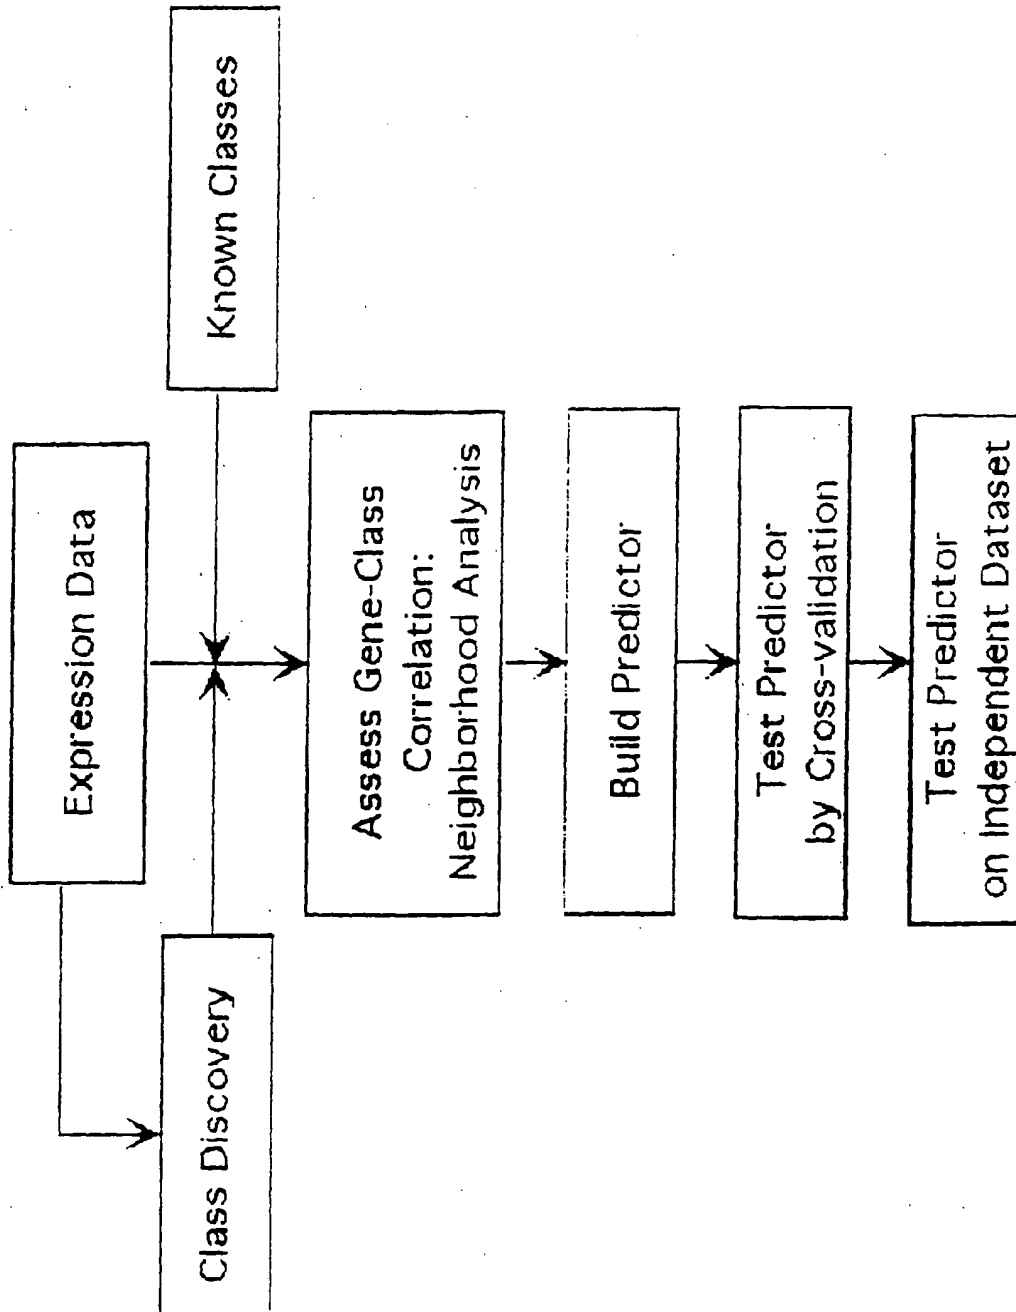 Expression Data
Class Discovery
Known Classes
Assess Gene-Class
Correlation:
Neighborhood Analysis
Build Predictor
Test Predictor
by Cross-validation
Test Predictor
on Independent Dataset